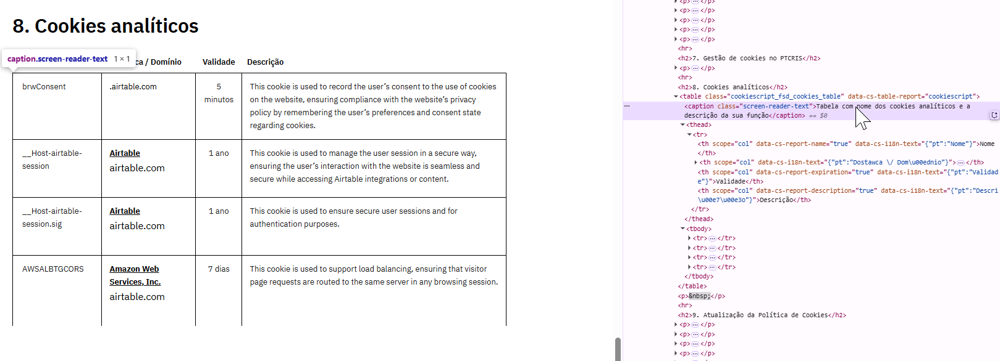 8. Cookies analíticos
caption.screen-reader-text 1 × 1
ca / Domínio Validade Descrição
brwConsent
.airtable.com
5
minutos
This cookie is used to record the user’s consent to the use of cookies
on the website, ensuring compliance with the website’s privacy
policy by remembering the user’s preferences and consent state
regarding cookies.
__Host-airtable-
session
Airtable
airtable.com
1 ano
This cookie is used to manage the user session in a secure way,
ensuring the user’s interaction with the website is seamless and
secure while accessing Airtable integrations or content.
__Host-airtable-
session.sig
Airtable
airtable.com
1 ano
This cookie is used to ensure secure user sessions and for
authentication purposes.
AWSALBTGCORS
Amazon Web
Services, Inc.
airtable.com
7 dias
This cookie is used to support load balancing, ensuring that visitor
page requests are routed to the same server in any browsing session.
<p>…</p>
<p>…</p>
<p>…</p>
<p>…</p>
<p>…</p>
<hr>
<h2>7. Gestão de cookies no PTCRIS</h2>
<p>…</p>
<hr>
<h2>8. Cookies analíticos</h2>
<table class="cookiescript_fsd_cookies_table" data-cs-table-report="cookiescript">
<caption class="screen-reader-text">Tabela com nome dos cookies analíticos e a
descrição da sua função</caption> == $0
<thead>
<tr>
<th scope="col" data-cs-report-name="true" data-cs-i18n-text="{"pt":"Nome"}">Nome
</th>
<th scope="col" data-cs-i18n-text="{"pt":"Dostawca \/ Dom\u00ednio"}">…</th>
<th scope="col" data-cs-report-expiration="true" data-cs-i18n-text="{"pt":"Validad
e"}">Validade</th>
<th scope="col" data-cs-report-description="true" data-cs-i18n-text="{"pt":"Descri
\u00e7\u00e3o"}">Descrição</th>
</tr>
</thead>
<tbody>
<tr>…</tr>
<tr>…</tr>
<tr>…</tr>
<tr>…</tr>
</tbody>
</table>
<p>&nbsp;</p>
<hr>
<h2>9. Atualização da Política de Cookies</h2>
<p>…</p>
<p>…</p>
<p>…</p>
<p>…</p>